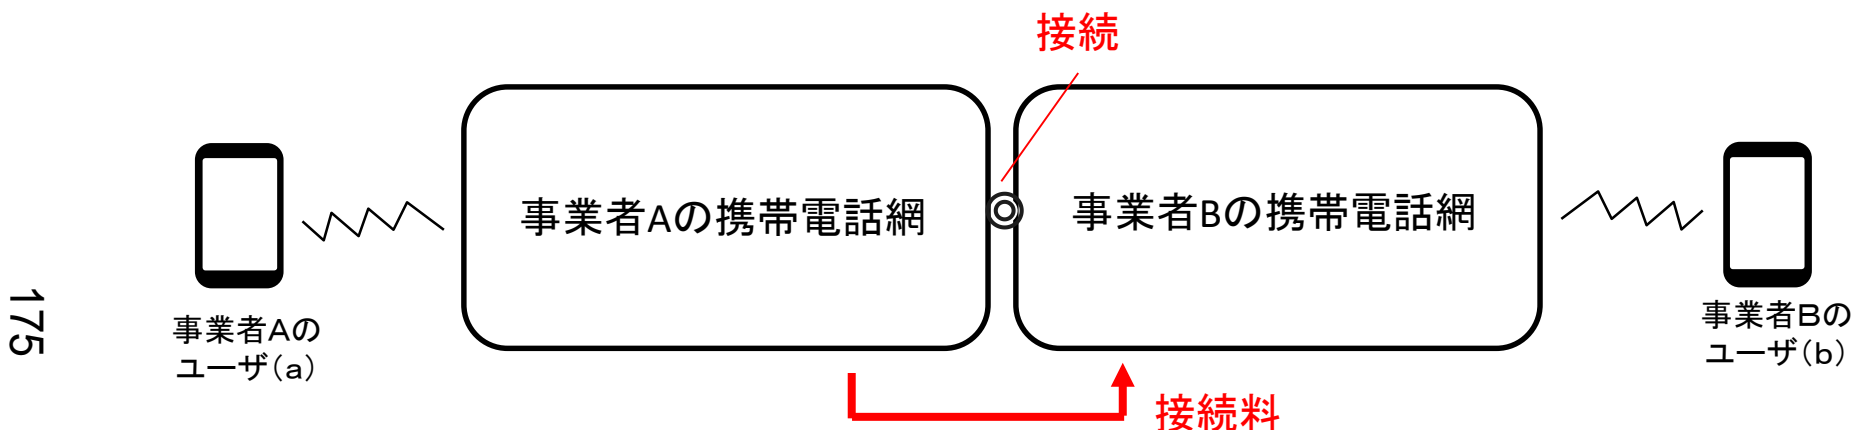 接続
事業者Aの携帯電話網
事業者Bの携帯電話網
事業者Aの
ユーザ(a)
事業者Bの
ユーザ(b)
接続料
175